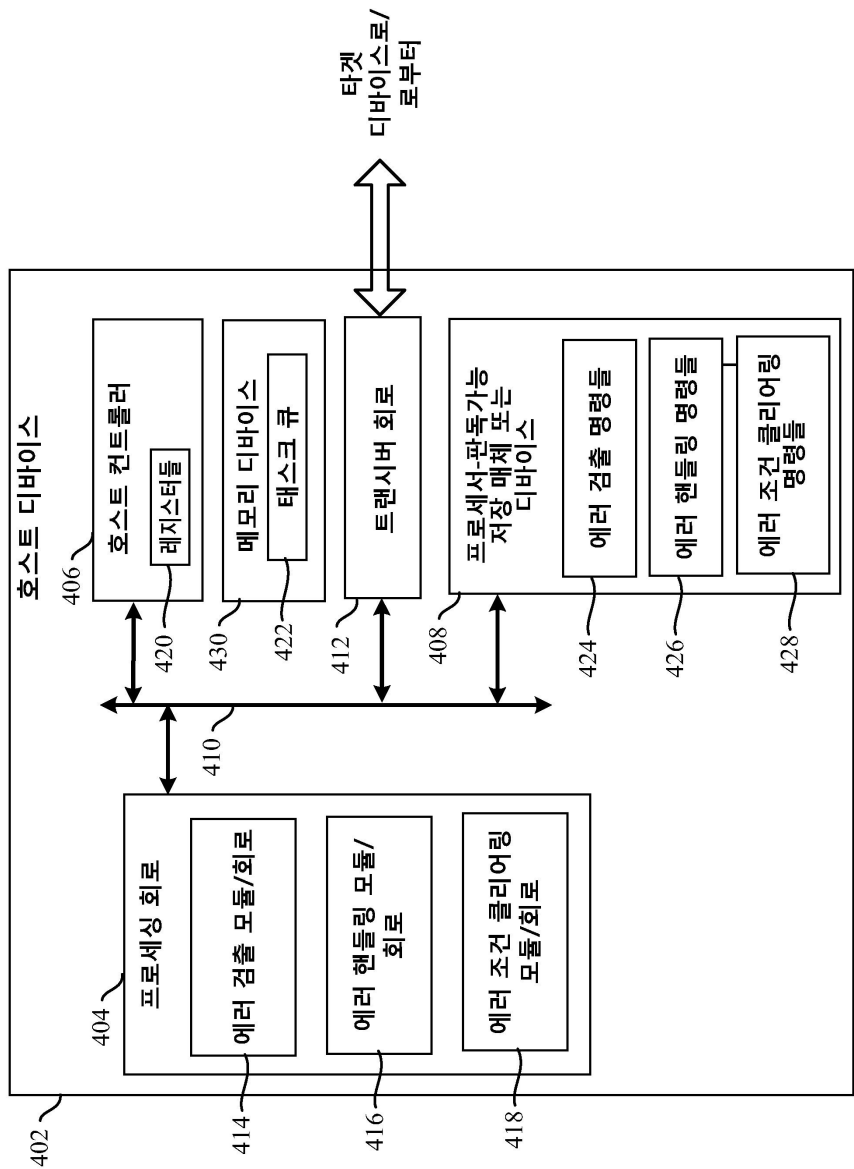 호스트 디바이스
402
프로세싱 회로
404
에러 검출 모듈/회로
414
에러 핸들링 모듈/
회로
416
에러 조건 클리어링
모듈/회로
418
410
호스트 컨트롤러
406
레지스터들
420
메모리 디바이스
430
태스크 큐
422
트랜시버 회로
412
타겟
디바이스로/
로부터
프로세서-판독가능
저장 매체 또는
디바이스
408
에러 검출 명령들
424
에러 핸들링 명령들
426
에러 조건 클리어링
명령들
428